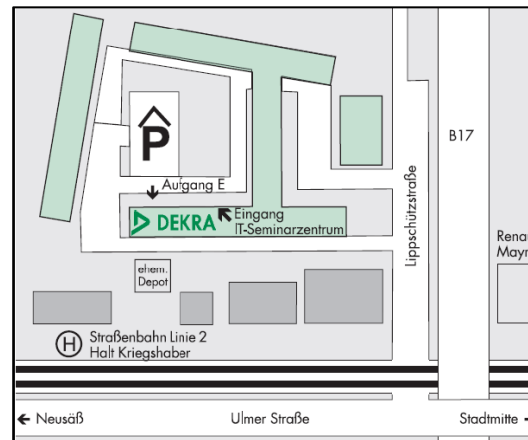 P
B17
Aufgang E
DEKRA
Eingang
IT-Seminarzentrum
Lippschützstraße
ehem.
Depot
H
Straßenbahn Linie 2
Halt Kriegshaber
← Neusäß
Ulmer Straße
Stadtmitte